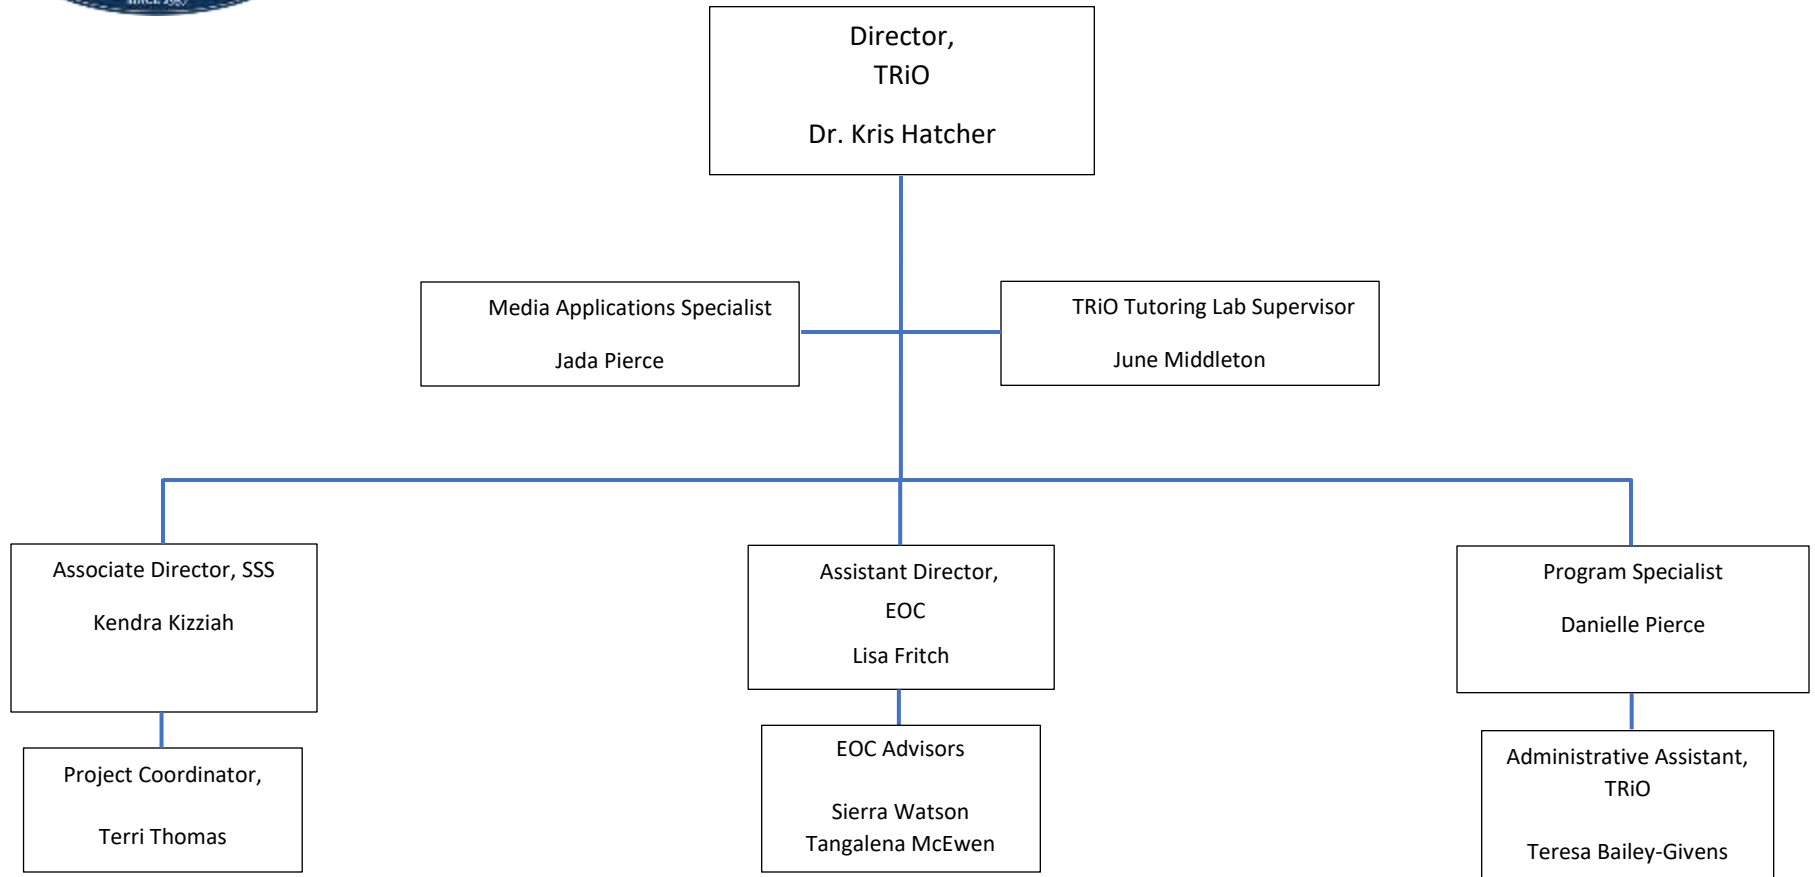 SINCE 1967
Director,
TRiO
Dr. Kris Hatcher
Media Applications Specialist
Jada Pierce
TRiO Tutoring Lab Supervisor
June Middleton
Associate Director, SSS
Kendra Kizziah
Assistant Director,
EOC
Lisa Fritch
Program Specialist
Danielle Pierce
Project Coordinator,
Terri Thomas
EOC Advisors
Sierra Watson
Tangalena McEwen
Administrative Assistant,
TRiO
Teresa Bailey-Givens